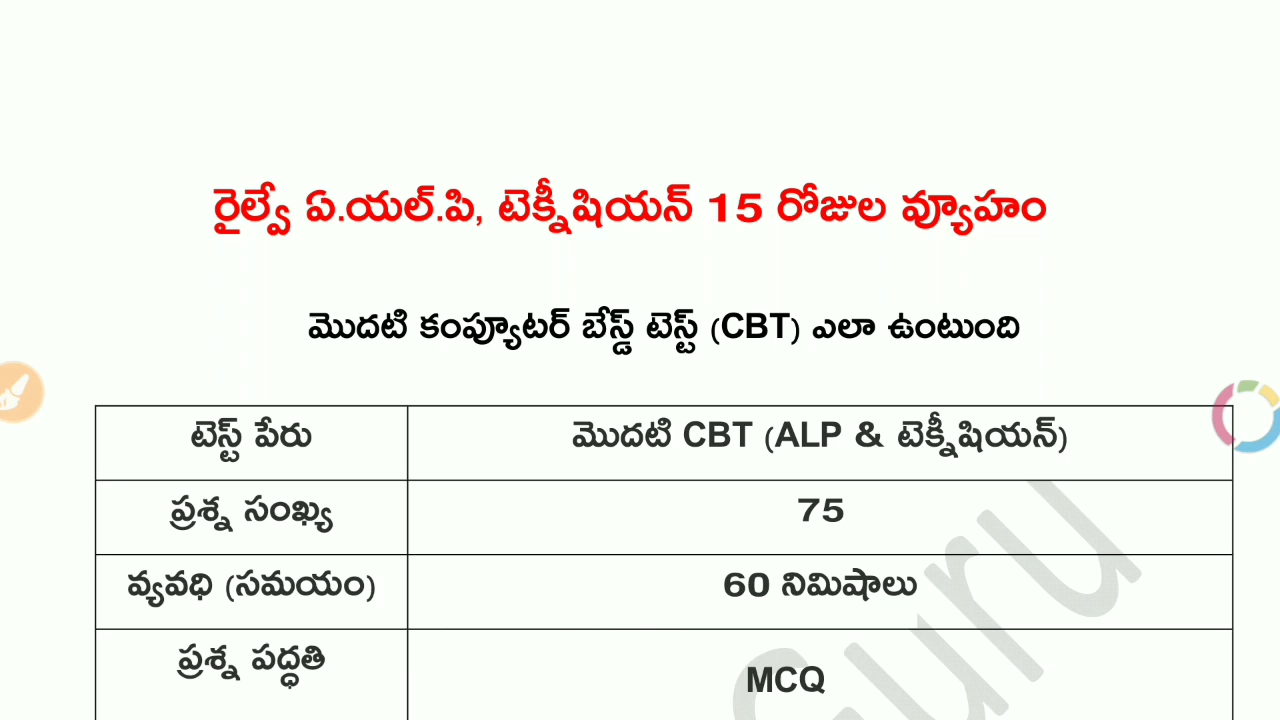 రైల్వే ఏ.యల్.పి, టెక్నీషియన్ 15 రోజుల వ్యూహం
మొదటి కంప్యూటర్ బేస్డ్ టెస్ట్ (CBT) ఎలా ఉంటుంది
టెస్ట్ పేరు మొదటి CBT (ALP & టెక్నీషియన్)
ప్రశ్న సంఖ్య 75
వ్యవధి (సమయం) 60 నిమిషాలు
ప్రశ్న పద్ధతి MCQ
Guru